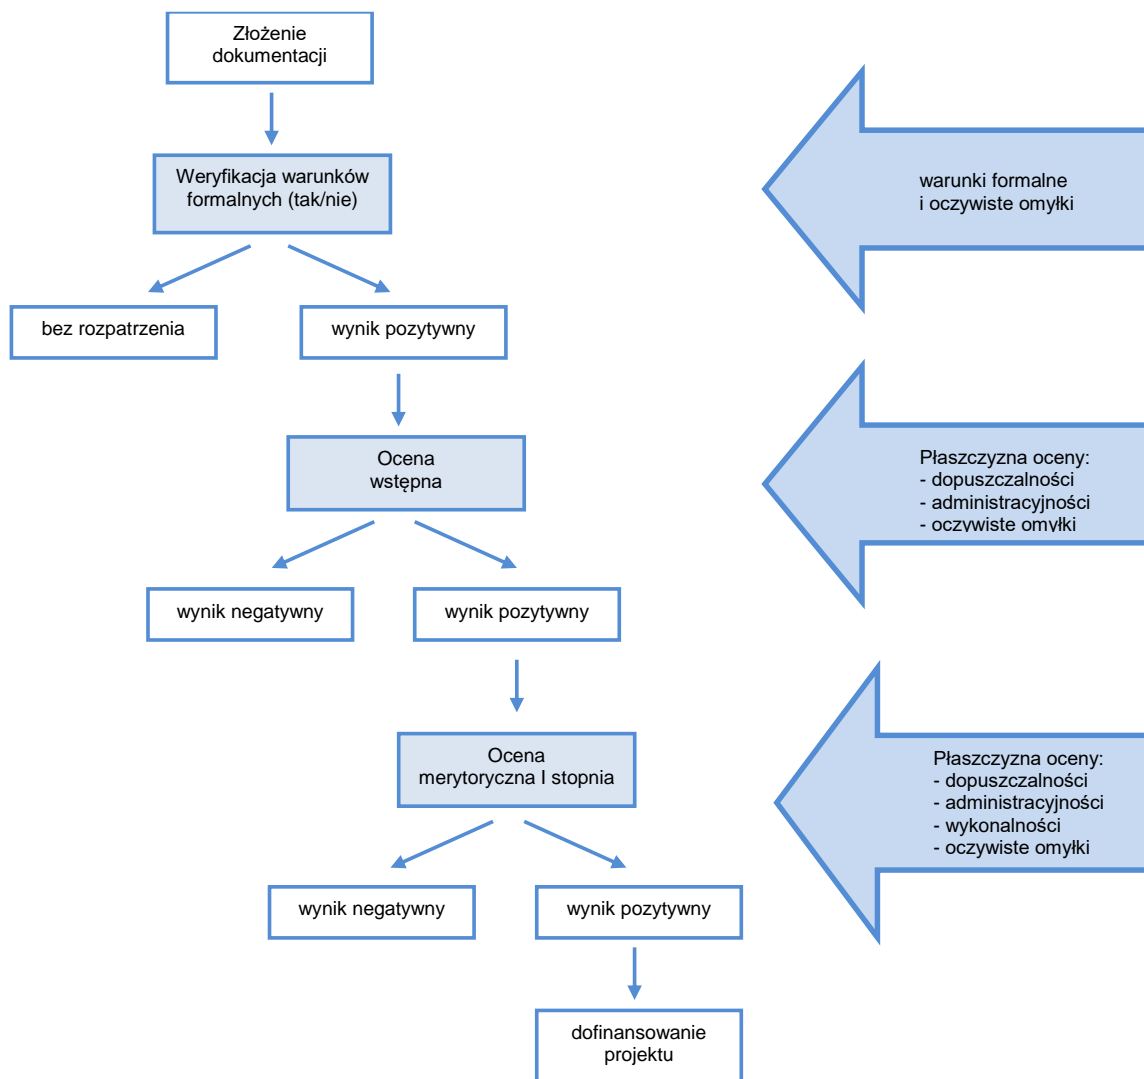 Złożenie
dokumentacji
Weryfikacja warunków
formalnych (tak/nie)
warunki formalne
i oczywiste omyłki
bez rozpatrzenia
wynik pozytywny
Ocena
wstępna
Płaszczyzna oceny:
- dopuszczalności
- administracyjności
- oczywiste omyłki
wynik negatywny
wynik pozytywny
Ocena
merytoryczna I stopnia
Płaszczyzna oceny:
- dopuszczalności
- administracyjności
- wykonalności
- oczywiste omyłki
wynik negatywny
wynik pozytywny
dofinansowanie
projektu